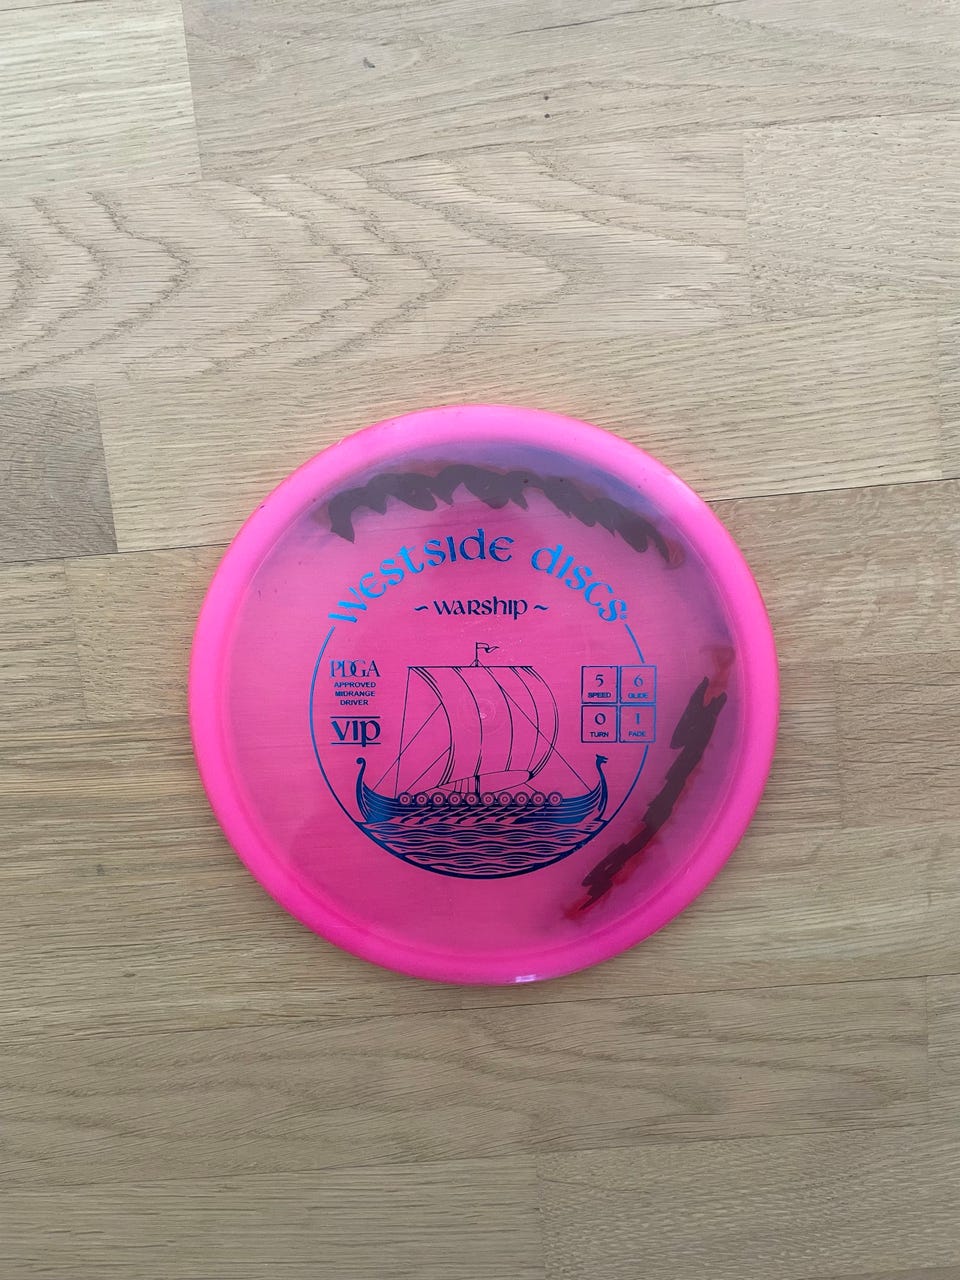 westside discs®
~ WARShip ~
PDGA
APPROVED
MIDRANGE
DRIVER
VIP
5 6
SPEED GLIDE
0 1
TURN FADE